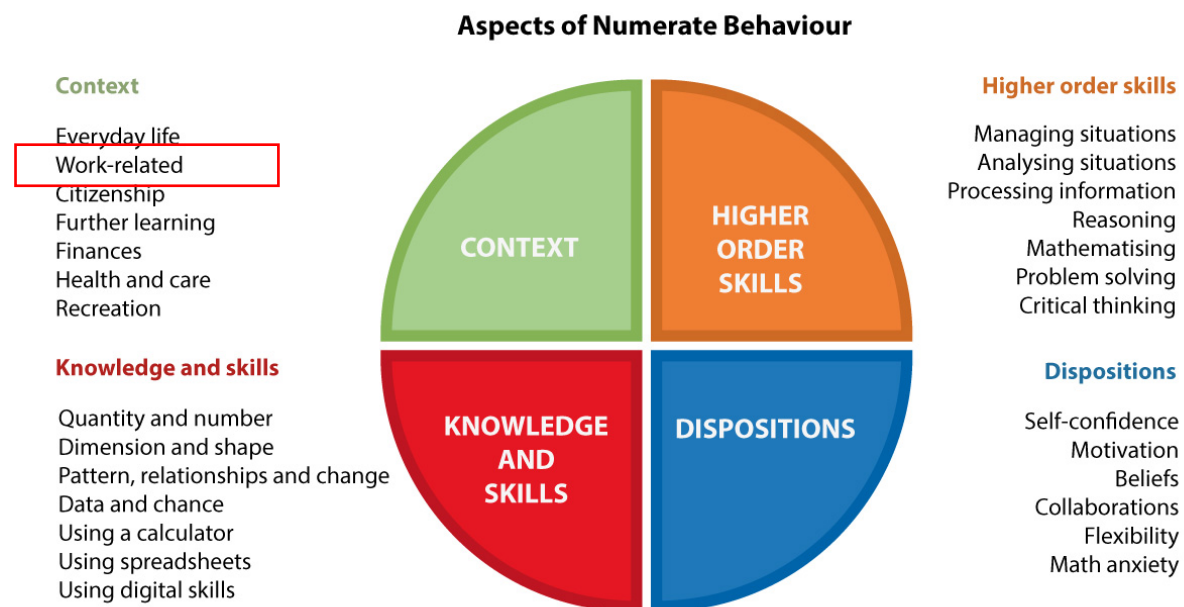 Aspects of Numerate Behaviour
Context
Everyday life
Work-related
Citizenship
Further learning
Finances
Health and care
Recreation
Higher order skills
Managing situations
Analysing situations
Processing information
Reasoning
Mathematising
Problem solving
Critical thinking
CONTEXT
HIGHER
ORDER
SKILLS
Knowledge and skills
Quantity and number
Dimension and shape
Pattern, relationships and change
Data and chance
Using a calculator
Using spreadsheets
Using digital skills
KNOWLEDGE
AND
SKILLS
DISPOSITIONS
Dispositions
Self-confidence
Motivation
Beliefs
Collaborations
Flexibility
Math anxiety